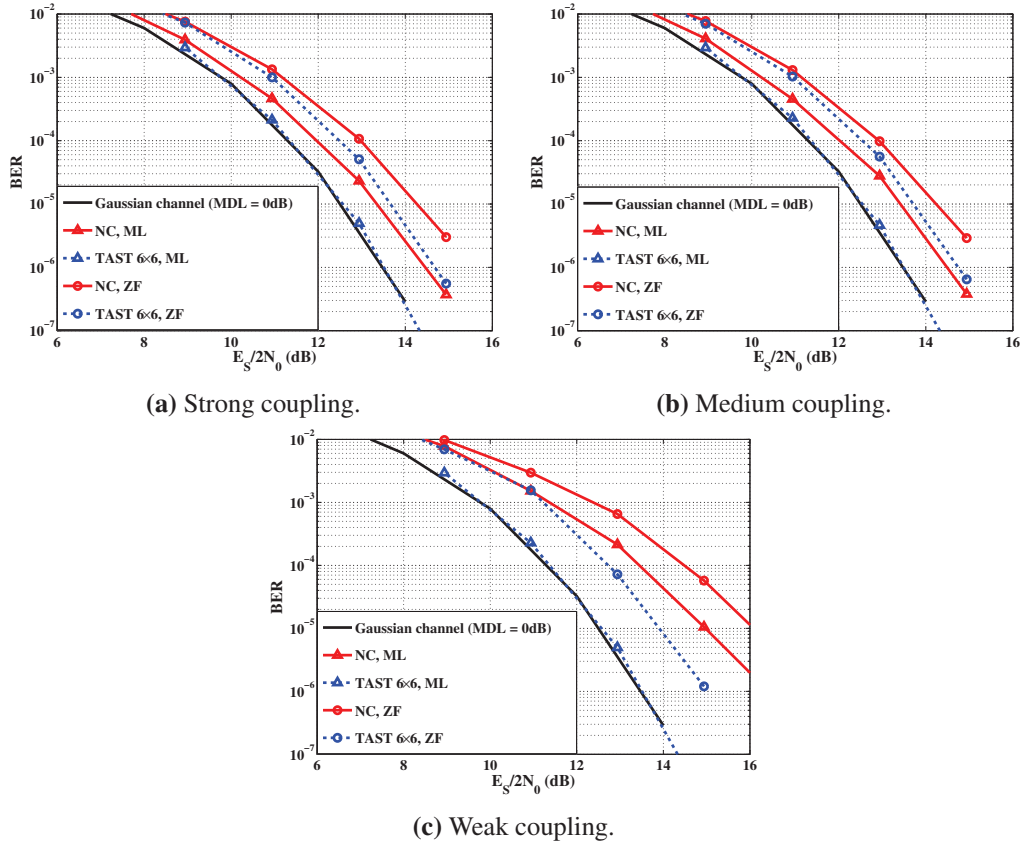 10⁻²
10⁻³
10⁻⁴
10⁻⁵
10⁻⁶
10⁻⁷
BER
Gaussian channel (MDL = 0dB)
NC, ML
TAST 6×6, ML
NC, ZF
TAST 6×6, ZF
6 8 10 12 14 16
E_S/2N_0 (dB)
(a) Strong coupling.
10⁻²
10⁻³
10⁻⁴
10⁻⁵
10⁻⁶
10⁻⁷
BER
Gaussian channel (MDL = 0dB)
NC, ML
TAST 6×6, ML
NC, ZF
TAST 6×6, ZF
6 8 10 12 14 16
E_S/2N_0 (dB)
(b) Medium coupling.
10⁻²
10⁻³
10⁻⁴
10⁻⁵
10⁻⁶
10⁻⁷
BER
Gaussian channel (MDL = 0dB)
NC, ML
TAST 6×6, ML
NC, ZF
TAST 6×6, ZF
6 8 10 12 14 16
E_S/2N_0 (dB)
(c) Weak coupling.